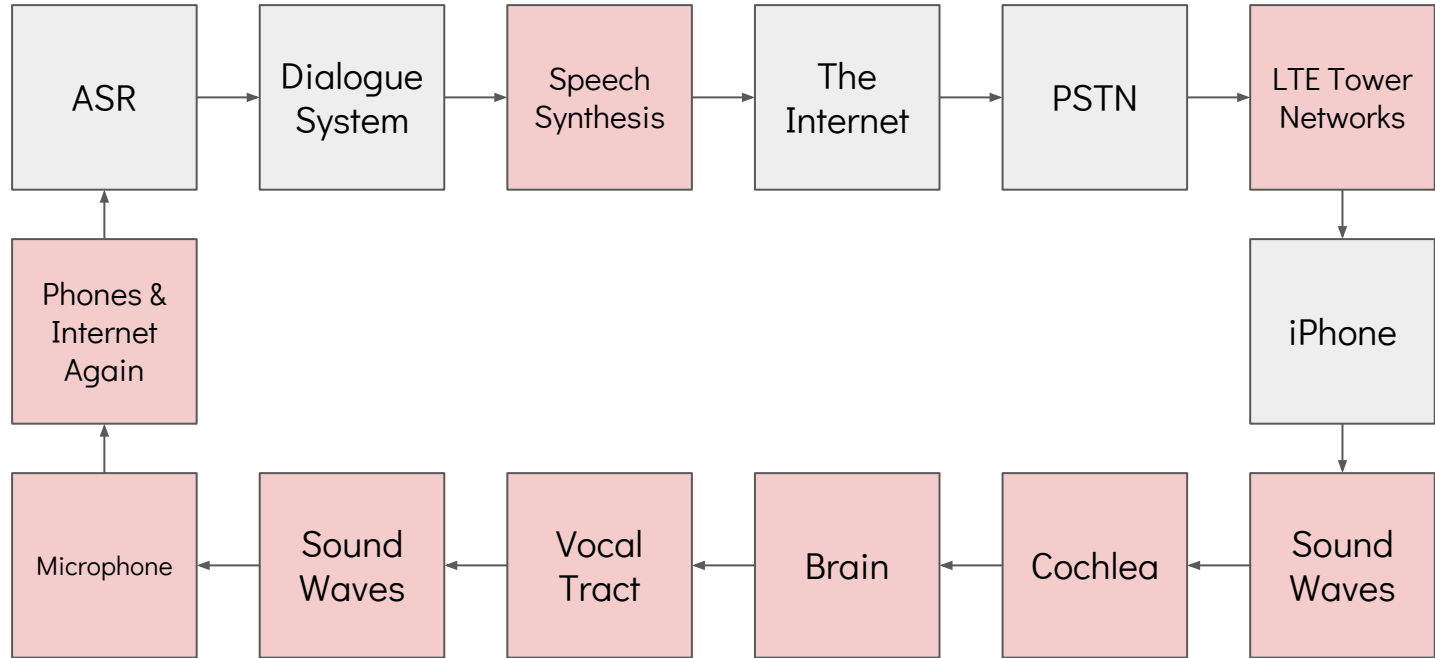 ASR
Dialogue
System
Speech
Synthesis
The
Internet
PSTN
LTE Tower
Networks
Phones &
Internet
Again
iPhone
Microphone
Sound
Waves
Vocal
Tract
Brain
Cochlea
Sound
Waves